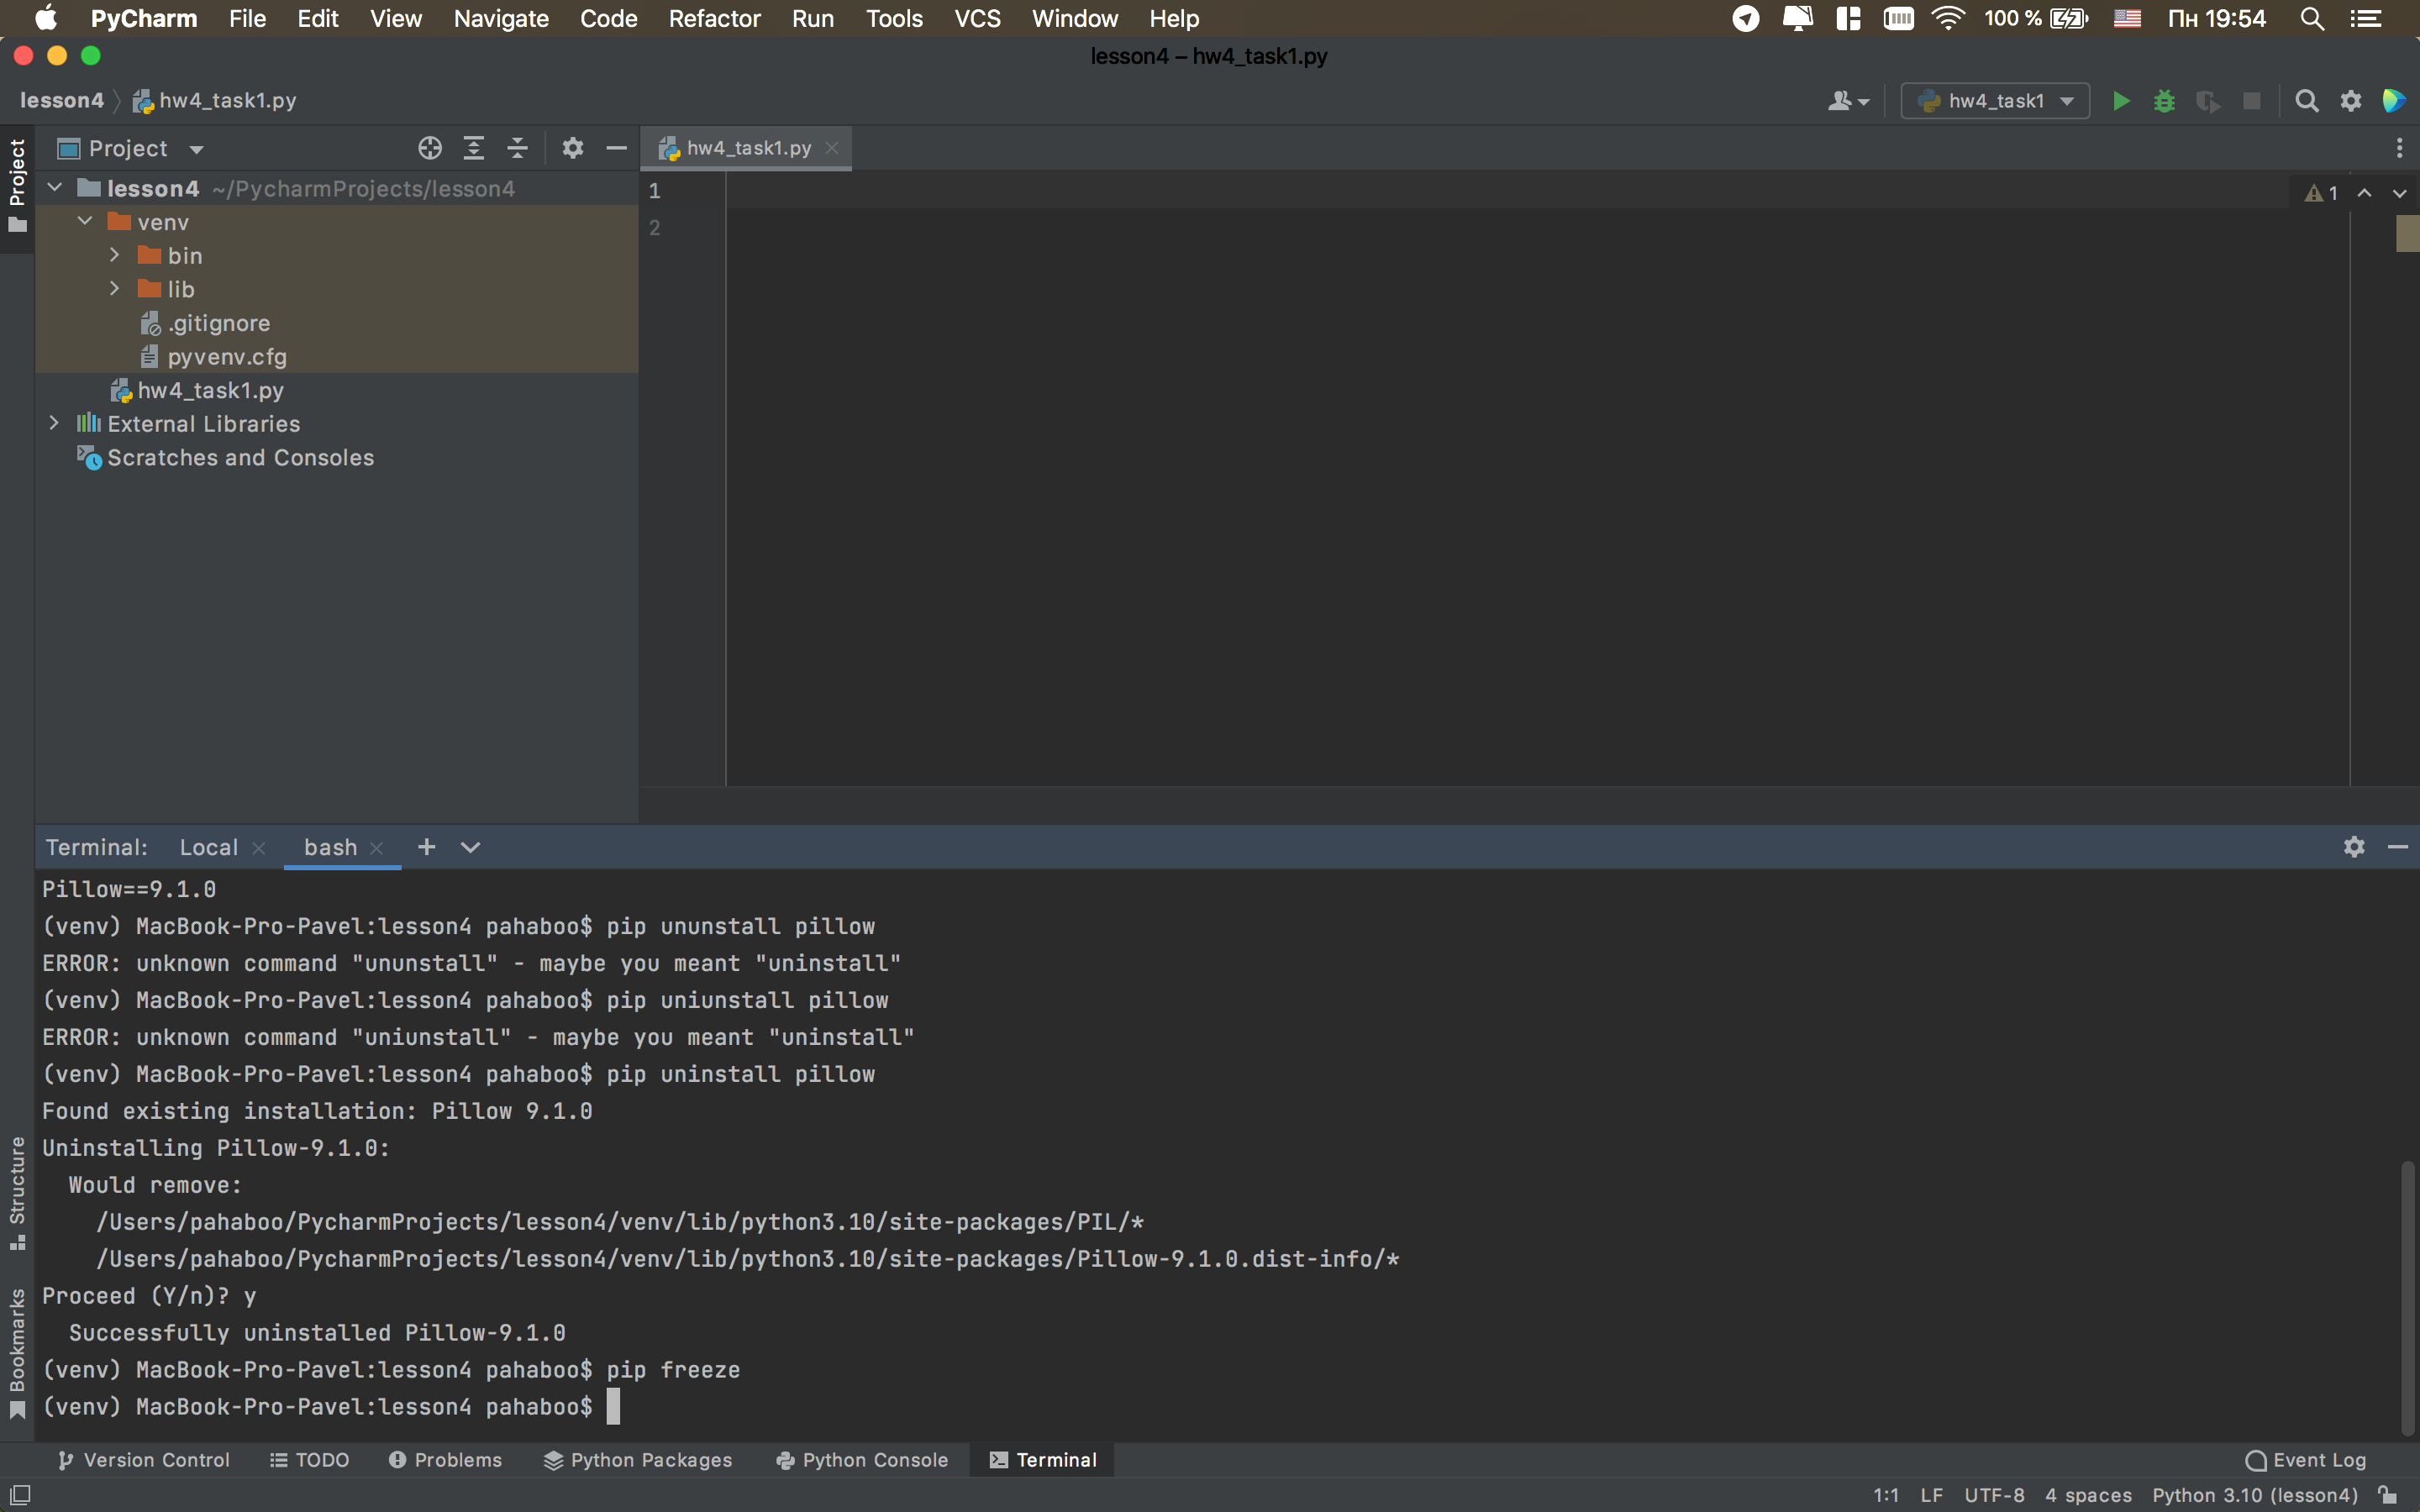 PyCharm File Edit View Navigate Code Refactor Run Tools VCS Window Help 100 % Пн 19:54
lesson4 – hw4_task1.py
lesson4 hw4_task1.py hw4_task1
Project Project hw4_task1.py
lesson4 ~/PycharmProjects/lesson4
1
1
venv
2
bin
lib
.gitignore
pyvenv.cfg
hw4_task1.py
External Libraries
Scratches and Consoles
Terminal: Local bash
Pillow==9.1.0
(venv) MacBook-Pro-Pavel:lesson4 pahaboo$ pip ununstall pillow
ERROR: unknown command "ununstall" - maybe you meant "uninstall"
(venv) MacBook-Pro-Pavel:lesson4 pahaboo$ pip uniunstall pillow
ERROR: unknown command "uniunstall" - maybe you meant "uninstall"
(venv) MacBook-Pro-Pavel:lesson4 pahaboo$ pip uninstall pillow
Found existing installation: Pillow 9.1.0
Uninstalling Pillow-9.1.0:
Would remove:
/Users/pahaboo/PycharmProjects/lesson4/venv/lib/python3.10/site-packages/PIL/*
/Users/pahaboo/PycharmProjects/lesson4/venv/lib/python3.10/site-packages/Pillow-9.1.0.dist-info/*
Proceed (Y/n)? y
Successfully uninstalled Pillow-9.1.0
(venv) MacBook-Pro-Pavel:lesson4 pahaboo$ pip freeze
(venv) MacBook-Pro-Pavel:lesson4 pahaboo$
Structure
Bookmarks
Version Control TODO Problems Python Packages Python Console Terminal Event Log
1:1 LF UTF-8 4 spaces Python 3.10 (lesson4)